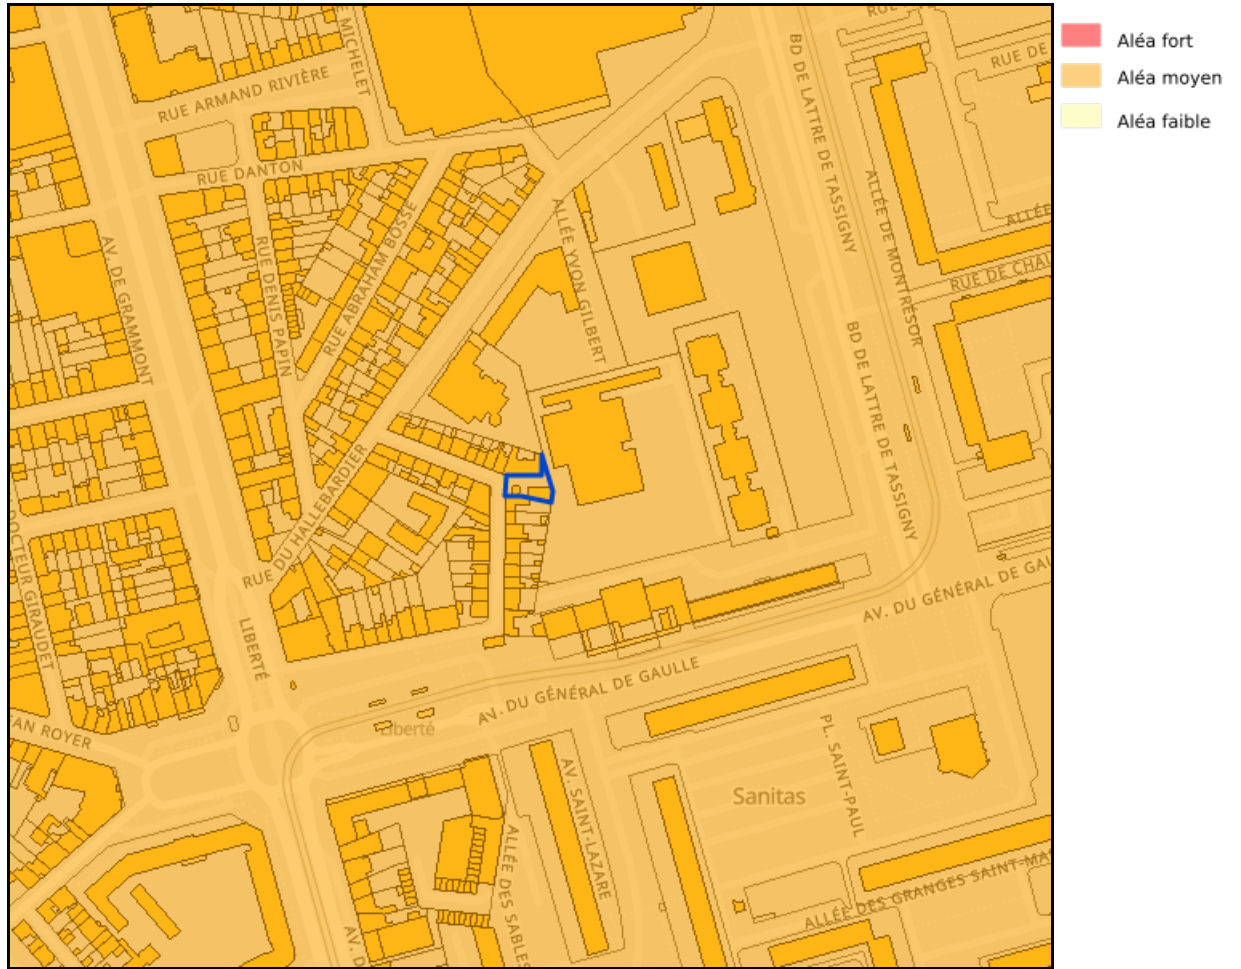 E MICHELET
RUE
Aléa fort
BD DE LATTRE DE TASSIGNY
RUE DE
Aléa moyen
RUE ARMAND RIVIÈRE
Aléa faible
RUE DANTON
ALLÉE DE MONTRÉSOR
ALLÉE YVON GILBERT
RUE ABRAHAM BOSSE
ALLÉE
AV. DE GRAMMONT
RUE DENIS PAPIN
RUE DE CHAU
BD DE LATTRE DE TASSIGNY
RUE DU HALLEBARDIER
DOCTEUR GIRAUDET
AV. DU GÉNÉRAL DE GAU
LIBERTÉ
AV. DU GÉNÉRAL DE GAULLE
Liberté
EAN ROYER
PL. SAINT-PAUL
AV. SAINT-LAZARE
Sanitas
ALLÉE DES SABLES
ALLÉE DES GRANGES SAINT-MA
AV. D